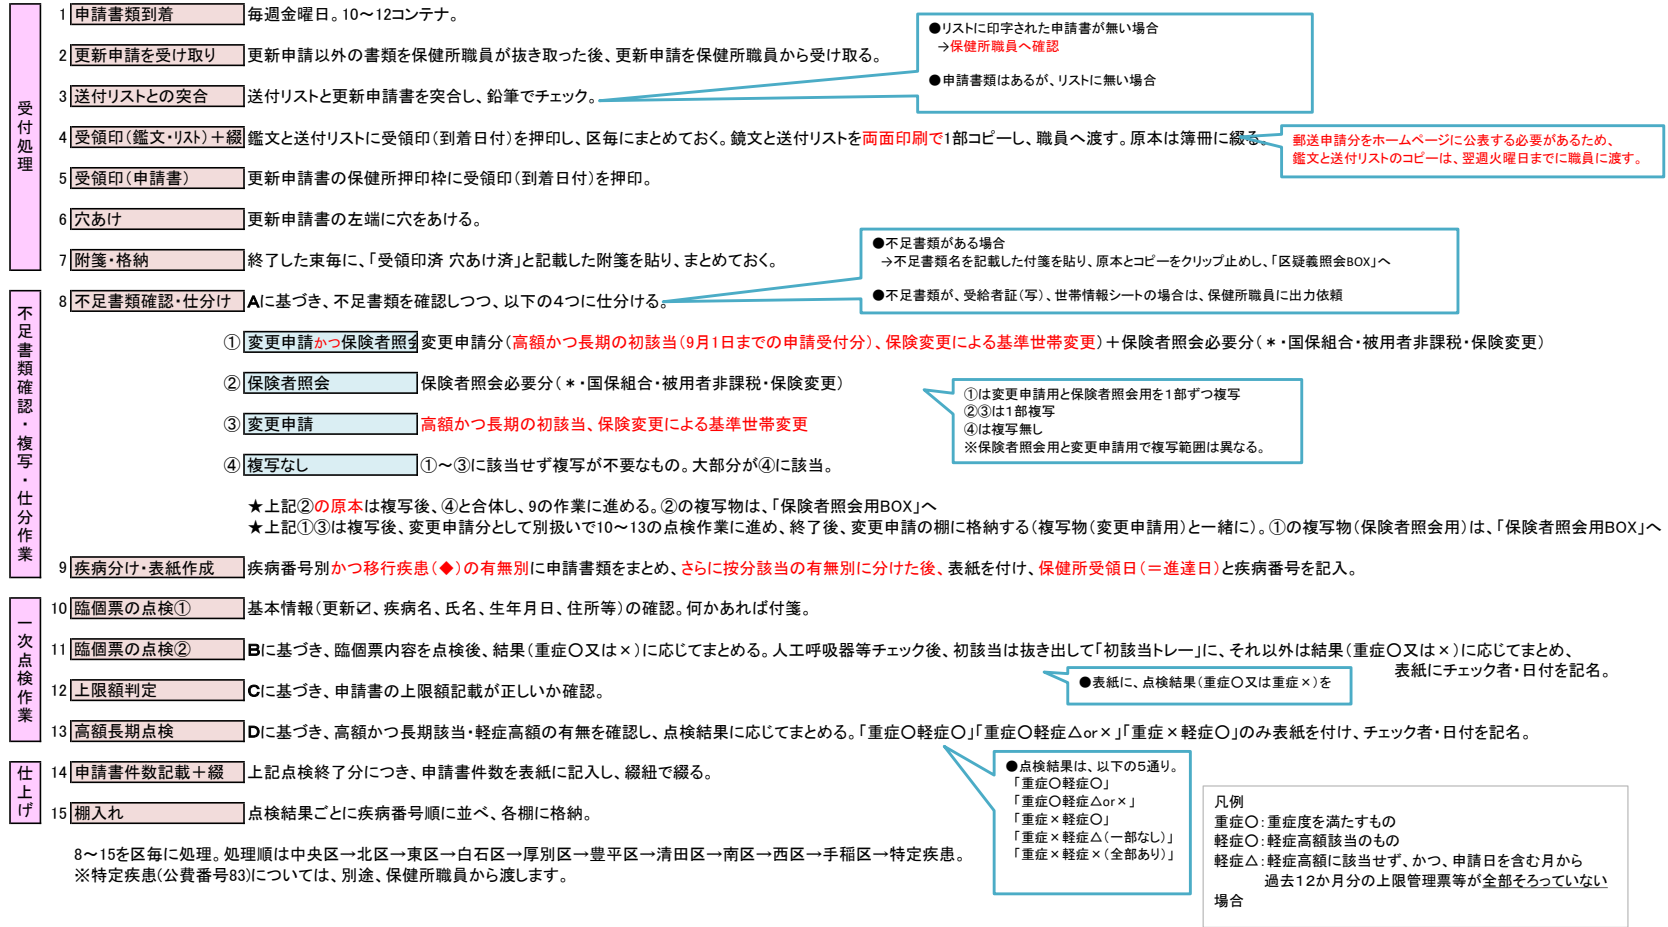 受付処理
1 申請書類到着 毎週金曜日。10～12コンテナ。
2 更新申請を受け取り 更新申請以外の書類を保健所職員が抜き取った後、更新申請を保健所職員から受け取る。
3 送付リストとの突合 送付リストと更新申請書を突合し、鉛筆でチェック。
●リストに印字された申請書が無い場合
→保健所職員へ確認
●申請書類はあるが、リストに無い場合
4 受領印（鑑文・リスト）＋綴 鑑文と送付リストに受領印（到着日付）を押印し、区毎にまとめておく。鏡文と送付リストを両面印刷で1部コピーし、職員へ渡す。原本は簿冊に綴る。
郵送申請分をホームページに公表する必要があるため、
鑑文と送付リストのコピーは、翌週火曜日までに職員に渡す。
5 受領印（申請書） 更新申請書の保健所押印枠に受領印（到着日付）を押印。
6 穴あけ 更新申請書の左端に穴をあける。
7 附箋・格納 終了した束毎に、「受領印済 穴あけ済」と記載した附箋を貼り、まとめておく。
●不足書類がある場合
→不足書類名を記載した付箋を貼り、原本とコピーをクリップ止めし、「区疑義照会BOX」へ
●不足書類が、受給者証（写）、世帯情報シートの場合は、保健所職員に出力依頼
不足書類確認・複写・仕分作業
8 不足書類確認・仕分け Aに基づき、不足書類を確認しつつ、以下の4つに仕分ける。
① 変更申請かつ保険者照会 変更申請分（高額かつ長期の初該当（9月1日までの申請受付分）、保険変更による基準世帯変更）＋保険者照会必要分（＊・国保組合・被用者非課税・保険変更）
② 保険者照会 保険者照会必要分（＊・国保組合・被用者非課税・保険変更）
③ 変更申請 高額かつ長期の初該当、保険変更による基準世帯変更
④ 複写なし ①～③に該当せず複写が不要なもの。大部分が④に該当。
①は変更申請用と保険者照会用を1部ずつ複写
②③は1部複写
④は複写無し
※保険者照会用と変更申請用で複写範囲は異なる。
★上記②の原本は複写後、④と合体し、9の作業に進める。②の複写物は、「保険者照会用BOX」へ
★上記①③は複写後、変更申請分として別扱いで10～13の点検作業に進め、終了後、変更申請の棚に格納する（複写物（変更申請用）と一緒に）。①の複写物（保険者照会用）は、「保険者照会用BOX」へ
9 疾病分け・表紙作成 疾病番号別かつ移行疾患（◆）の有無別に申請書類をまとめ、さらに按分該当の有無別に分けた後、表紙を付け、保健所受領日（＝進達日）と疾病番号を記入。
一次点検作業
10 臨個票の点検① 基本情報（更新☑、疾病名、氏名、生年月日、住所等）の確認。何かあれば付箋。
11 臨個票の点検② Bに基づき、臨個票内容を点検後、結果（重症〇又は×）に応じてまとめる。人工呼吸器等チェック後、初該当は抜き出して「初該当トレー」に、それ以外は結果（重症〇又は×）に応じてまとめ、
表紙にチェック者・日付を記名。
●表紙に、点検結果（重症〇又は重症×）を
12 上限額判定 Cに基づき、申請書の上限額記載が正しいか確認。
13 高額長期点検 Dに基づき、高額かつ長期該当・軽症高額の有無を確認し、点検結果に応じてまとめる。「重症〇軽症〇」「重症〇軽症△or×」「重症×軽症〇」のみ表紙を付け、チェック者・日付を記名。
仕上げ
14 申請書件数記載＋綴 上記点検終了分につき、申請書件数を表紙に記入し、綴紐で綴る。
15 棚入れ 点検結果ごとに疾病番号順に並べ、各棚に格納。
●点検結果は、以下の５通り。
「重症〇軽症〇」
「重症〇軽症△or×」
「重症×軽症〇」
「重症×軽症△（一部なし）」
「重症×軽症×（全部あり）」
凡例
重症〇：重症度を満たすもの
軽症〇：軽症高額該当のもの
軽症△：軽症高額に該当せず、かつ、申請日を含む月から
過去１２か月分の上限管理票等が全部そろっていない
場合
8～15を区毎に処理。処理順は中央区→北区→東区→白石区→厚別区→豊平区→清田区→南区→西区→手稲区→特定疾患。
※特定疾患（公費番号83）については、別途、保健所職員から渡します。